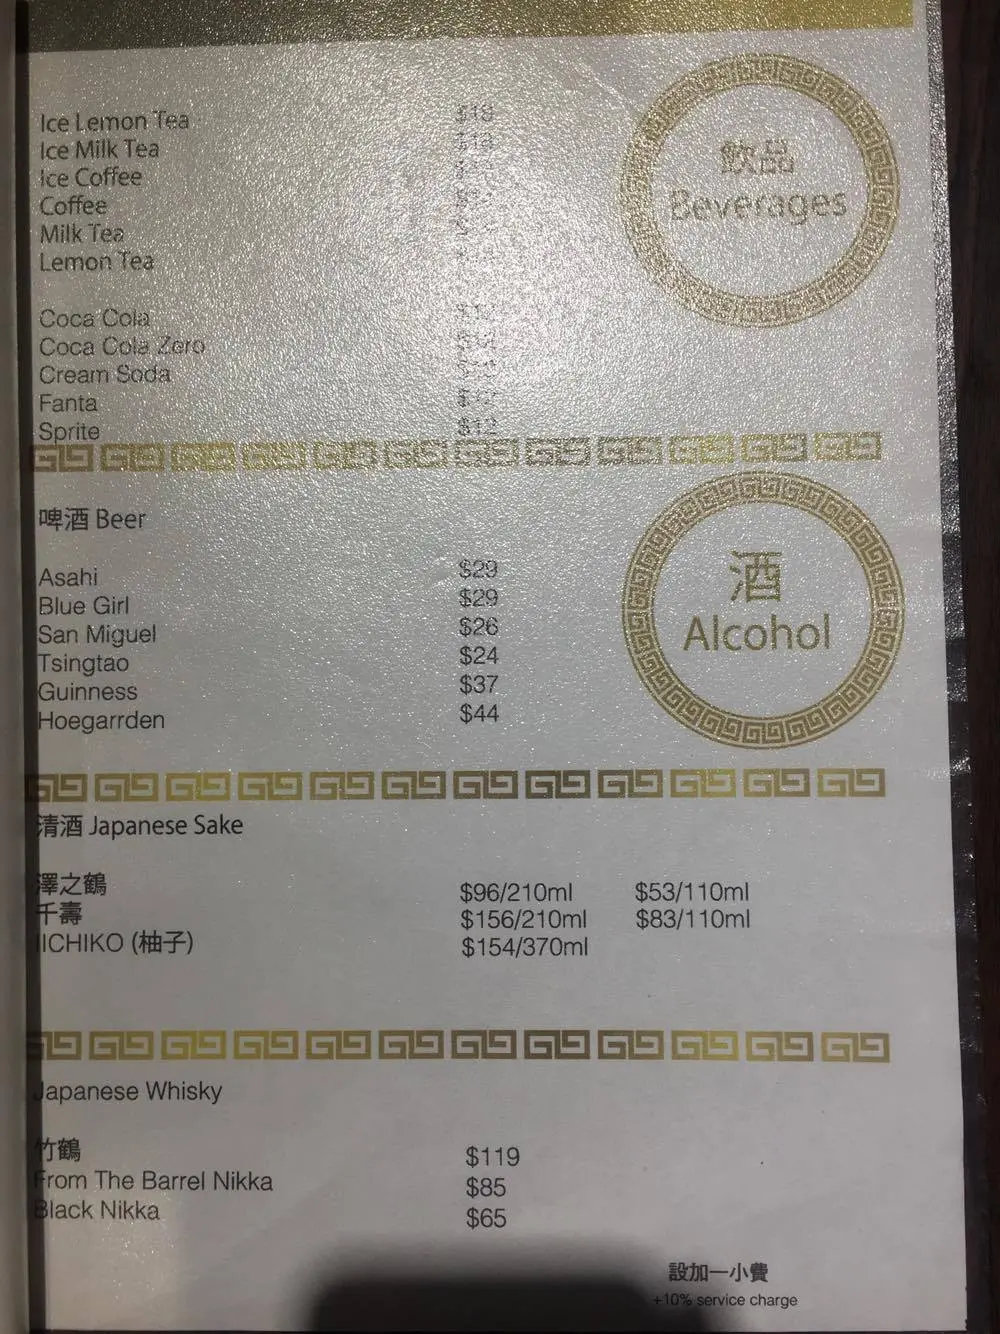 Ice Lemon Tea $18
Ice Milk Tea $18
Ice Coffee
Coffee
Milk Tea
Lemon Tea
飲品
Beverages
Coca Cola
Coca Cola Zero
Cream Soda
Fanta
Sprite $12
啤酒 Beer
酒
Alcohol
Asahi $29
Blue Girl $29
San Miguel $26
Tsingtao $24
Guinness $37
Hoegarrden $44
清酒 Japanese Sake
澤之鶴 $96/210ml $53/110ml
千壽 $156/210ml $83/110ml
IICHIKO (柚子) $154/370ml
Japanese Whisky
竹鶴 $119
From The Barrel Nikka $85
Black Nikka $65
設加一小費
+10% service charge